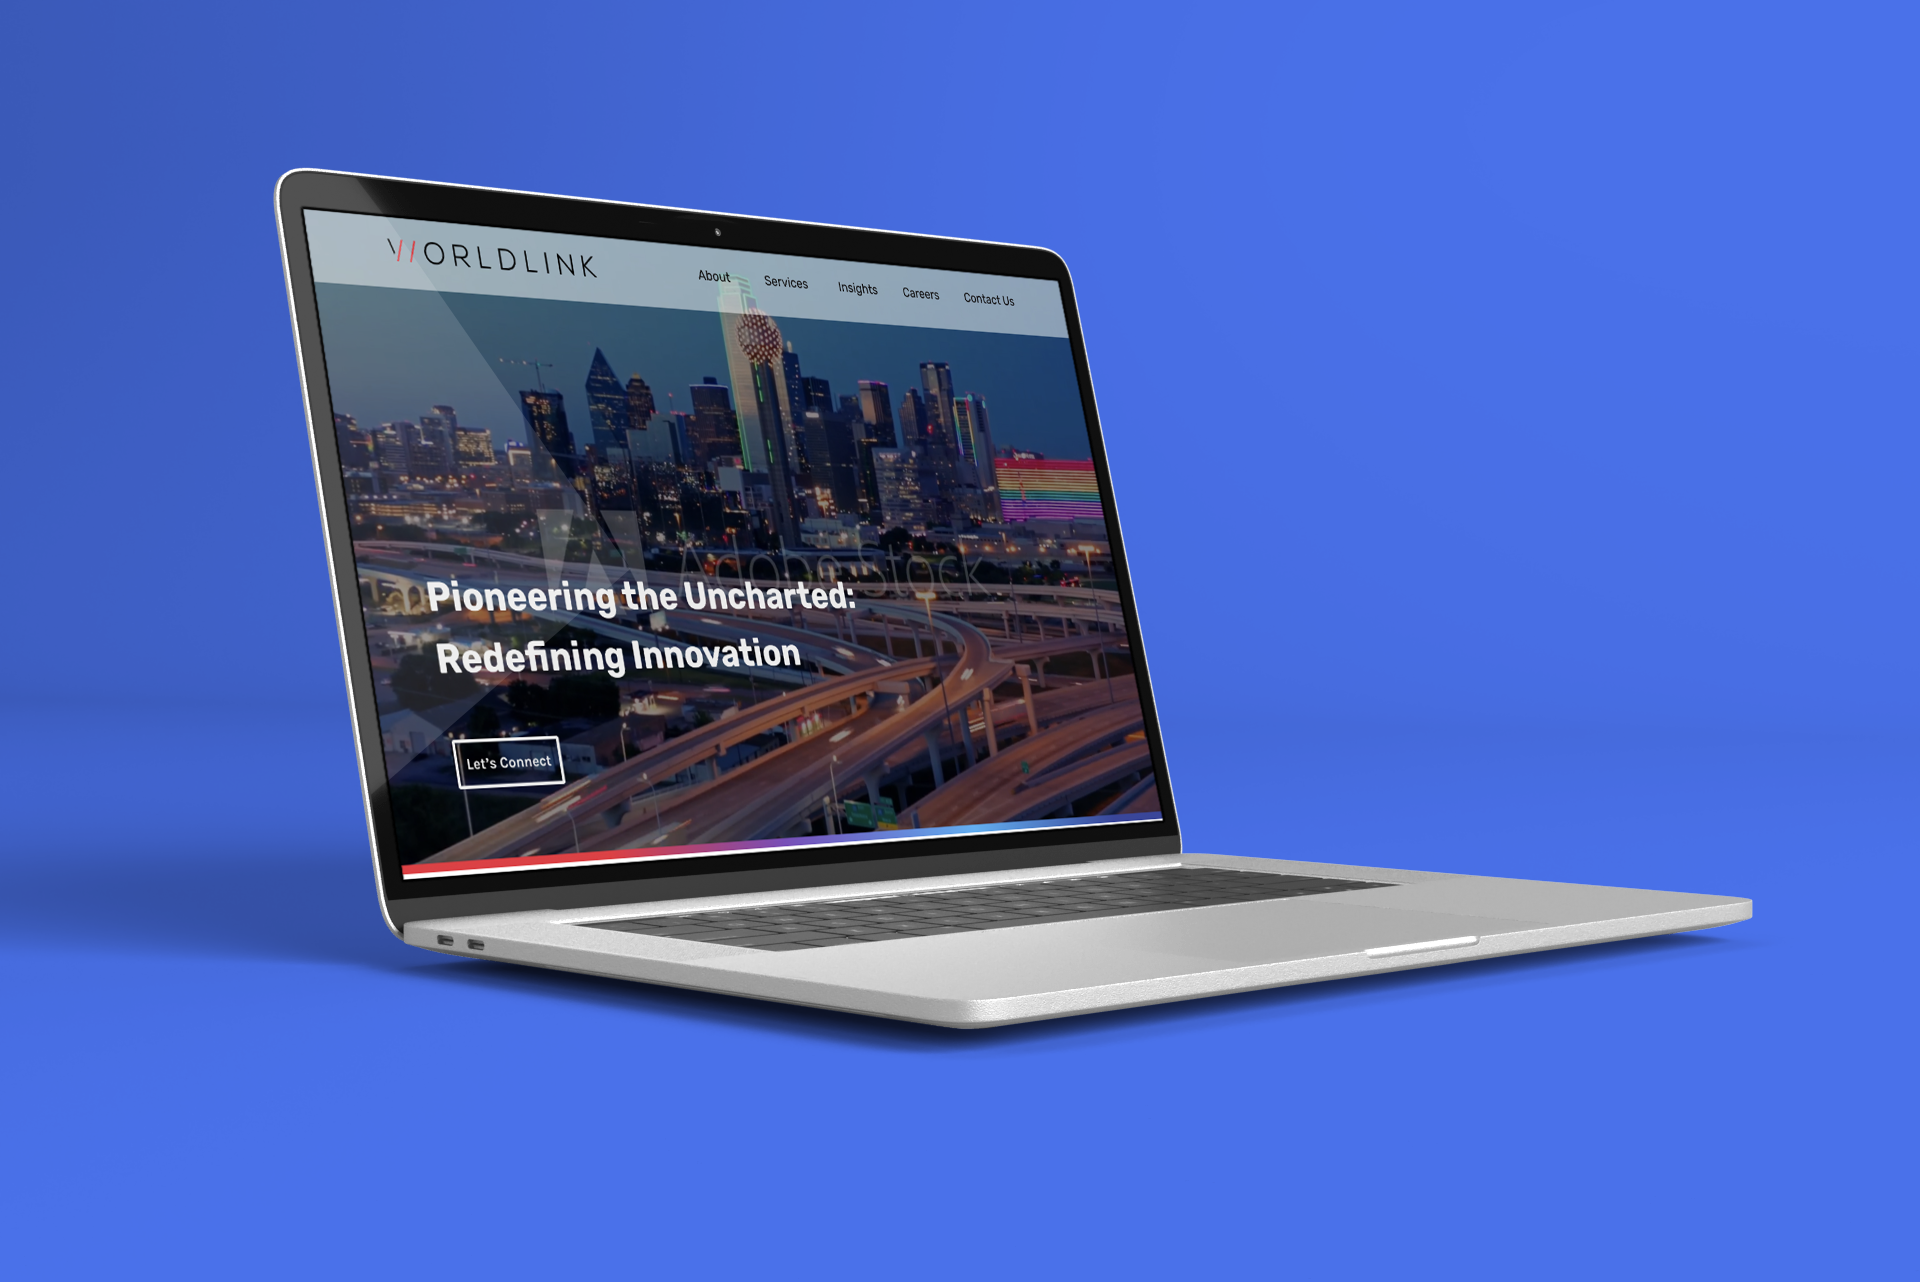 WORLDLINK
About Services Insights Careers Contact Us
Adobe Stock
Pioneering the Uncharted:
Redefining Innovation
Let's Connect